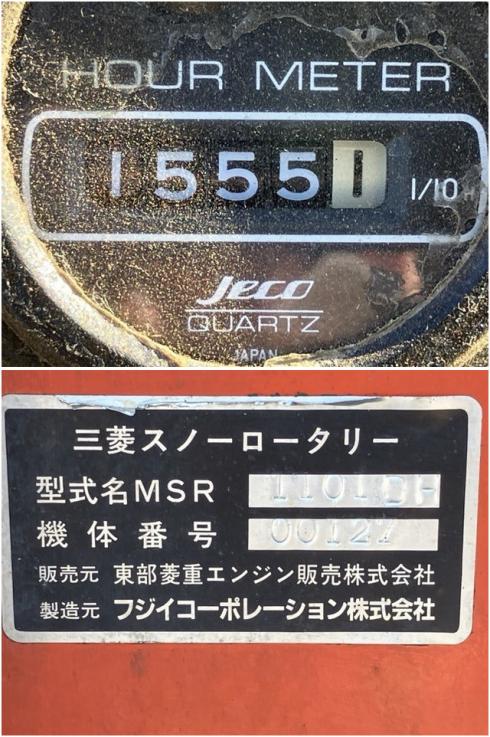 HOUR METER
15550 1/10 H
Jeco
QUARTZ
JAPAN
三菱スノーロータリー
型式名MSR 1101DH
機体番号 00127
販売元 東部菱重エンジン販売株式会社
製造元 フジイコーポレーション株式会社